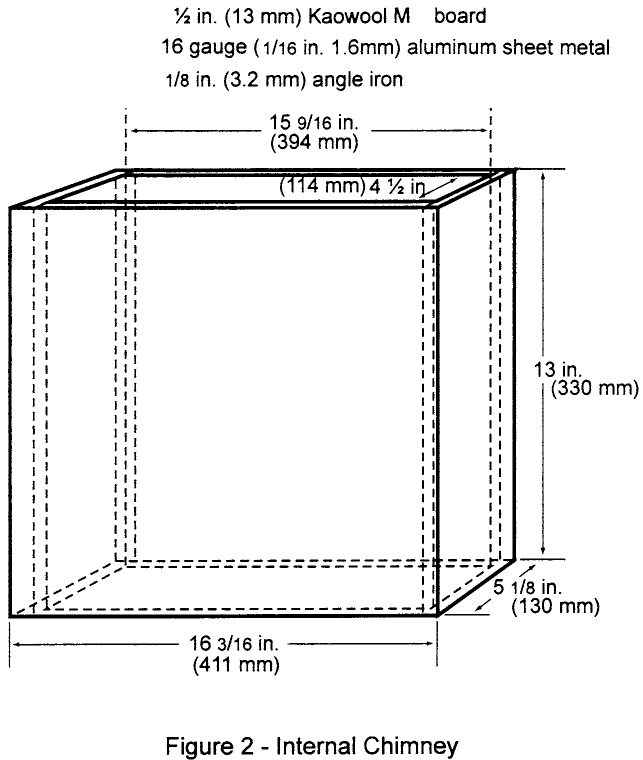 ½ in. (13 mm) Kaowool M board
16 gauge (1/16 in. 1.6mm) aluminum sheet metal
1/8 in. (3.2 mm) angle iron
15 9/16 in.
(394 mm)
(114 mm) 4 ½ in
13 in.
(330 mm)
5 1/8 in.
(130 mm)
16 3/16 in.
(411 mm)
Figure 2 - Internal Chimney